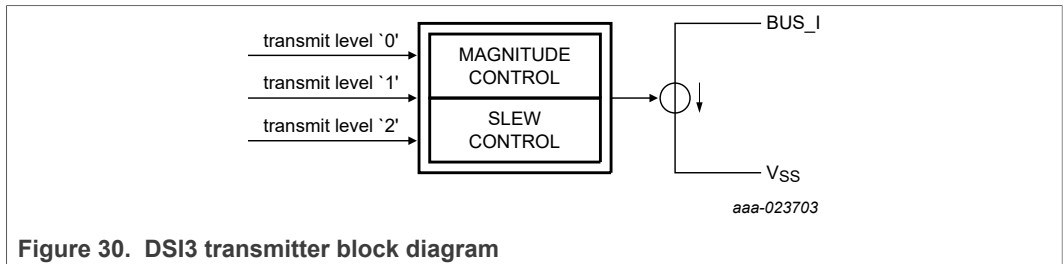 transmit level `0'
transmit level `1'
transmit level `2'
MAGNITUDE
CONTROL
SLEW
CONTROL
BUS_I
VSS
aaa-023703
Figure 30. DSI3 transmitter block diagram